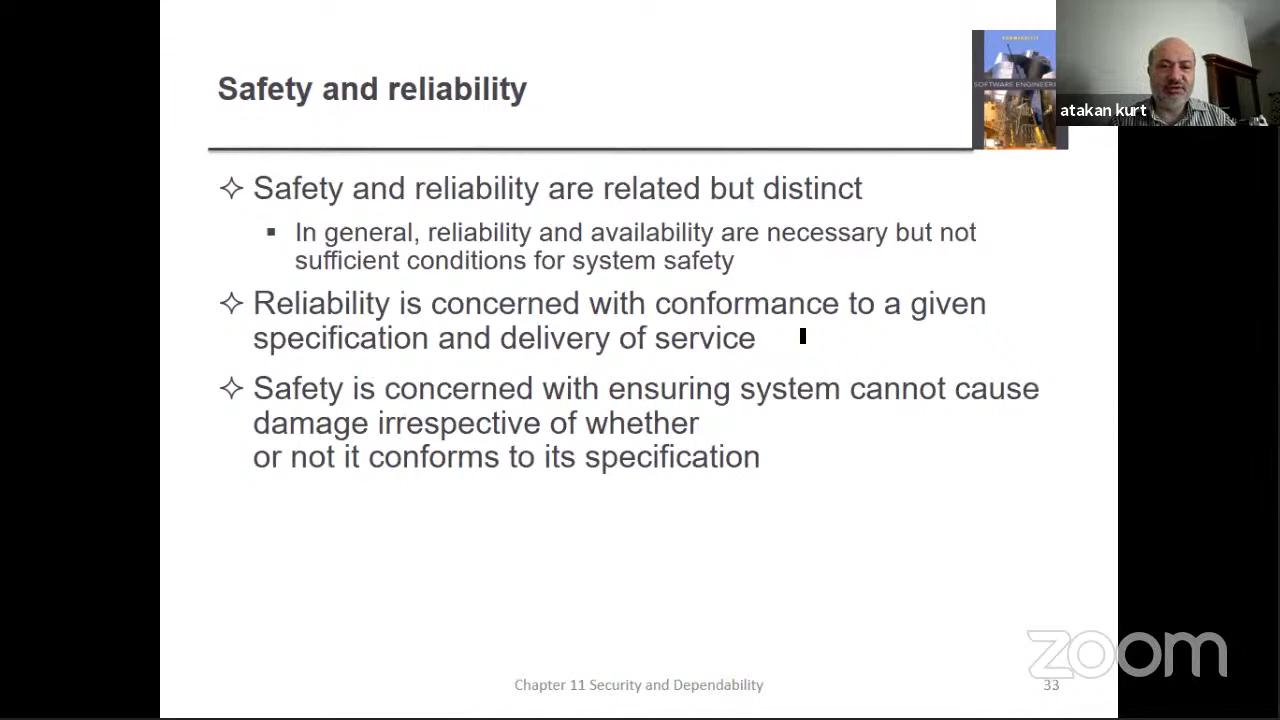 Safety and reliability
SOFTWARE ENGINEERI
atakan kurt
✧ Safety and reliability are related but distinct
▪ In general, reliability and availability are necessary but not
sufficient conditions for system safety
✧ Reliability is concerned with conformance to a given
specification and delivery of service
✧ Safety is concerned with ensuring system cannot cause
damage irrespective of whether
or not it conforms to its specification
zoom
Chapter 11 Security and Dependability
33